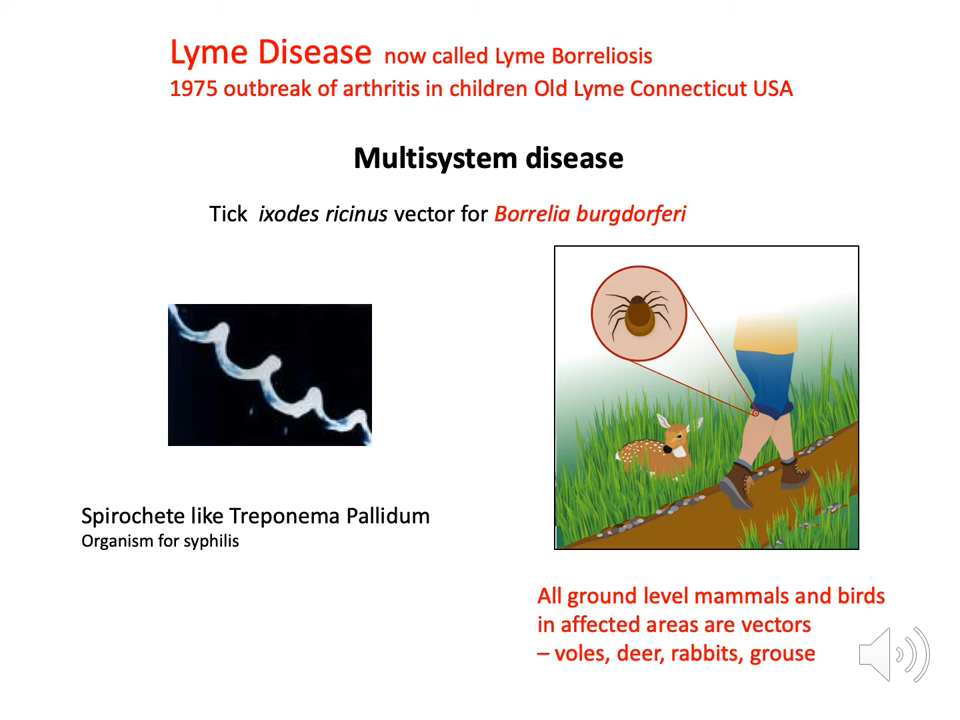 Lyme Disease now called Lyme Borreliosis
1975 outbreak of arthritis in children Old Lyme Connecticut USA
Multisystem disease
Tick ixodes ricinus vector for Borrelia burgdorferi
Spirochete like Treponema Pallidum
Organism for syphilis
All ground level mammals and birds
in affected areas are vectors
– voles, deer, rabbits, grouse